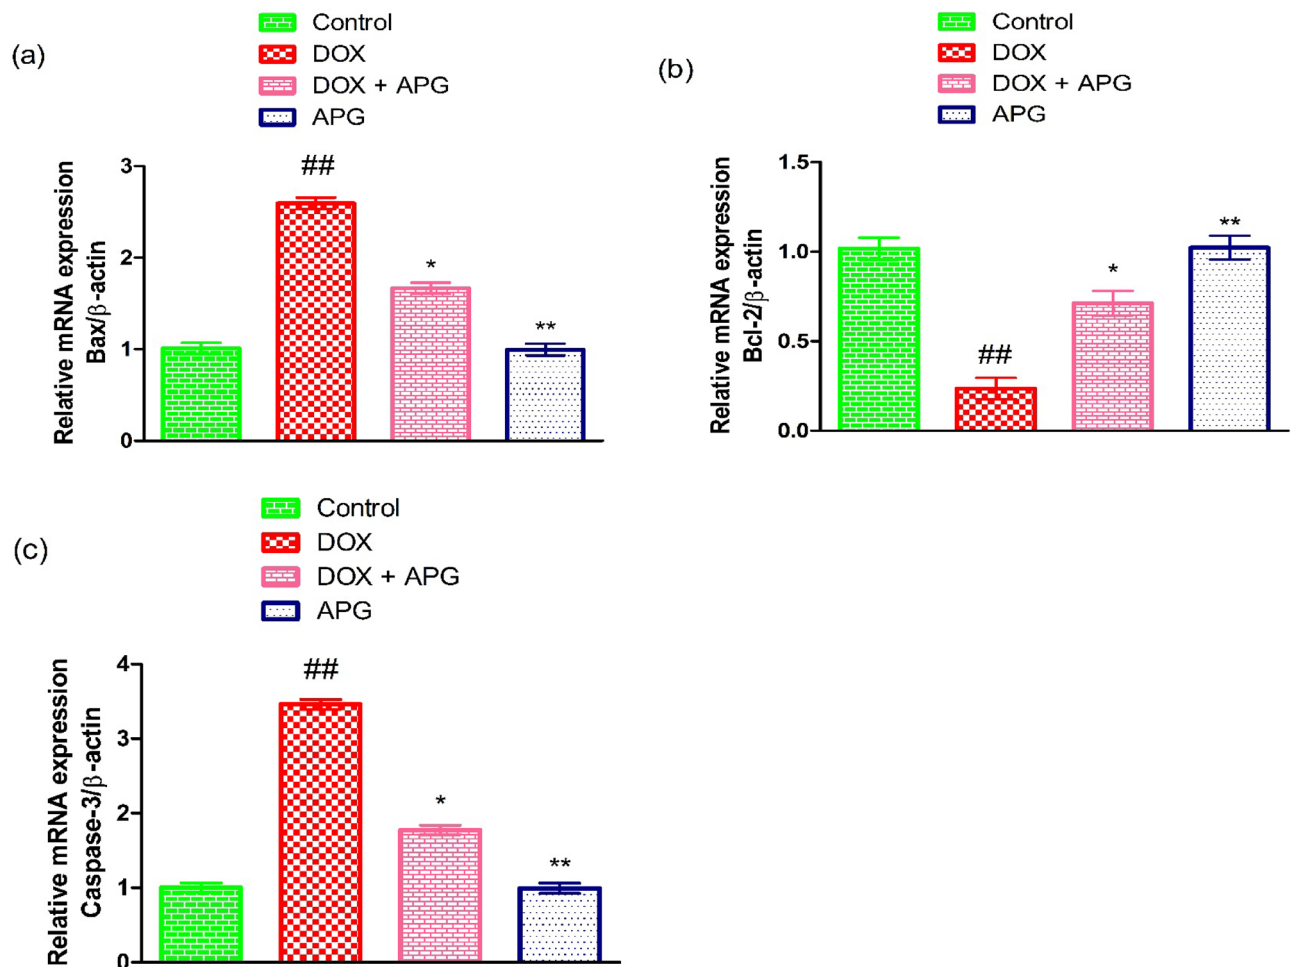 (a)
Control
DOX
DOX + APG
APG
Relative mRNA expression
Bax/β-actin
3
2
1
0
##
*
**
(b)
Control
DOX
DOX + APG
APG
Relative mRNA expression
Bcl-2/β-actin
1.5
1.0
0.5
0.0
##
*
**
(c)
Control
DOX
DOX + APG
APG
Relative mRNA expression
Caspase-3/β-actin
4
3
2
1
0
##
*
**